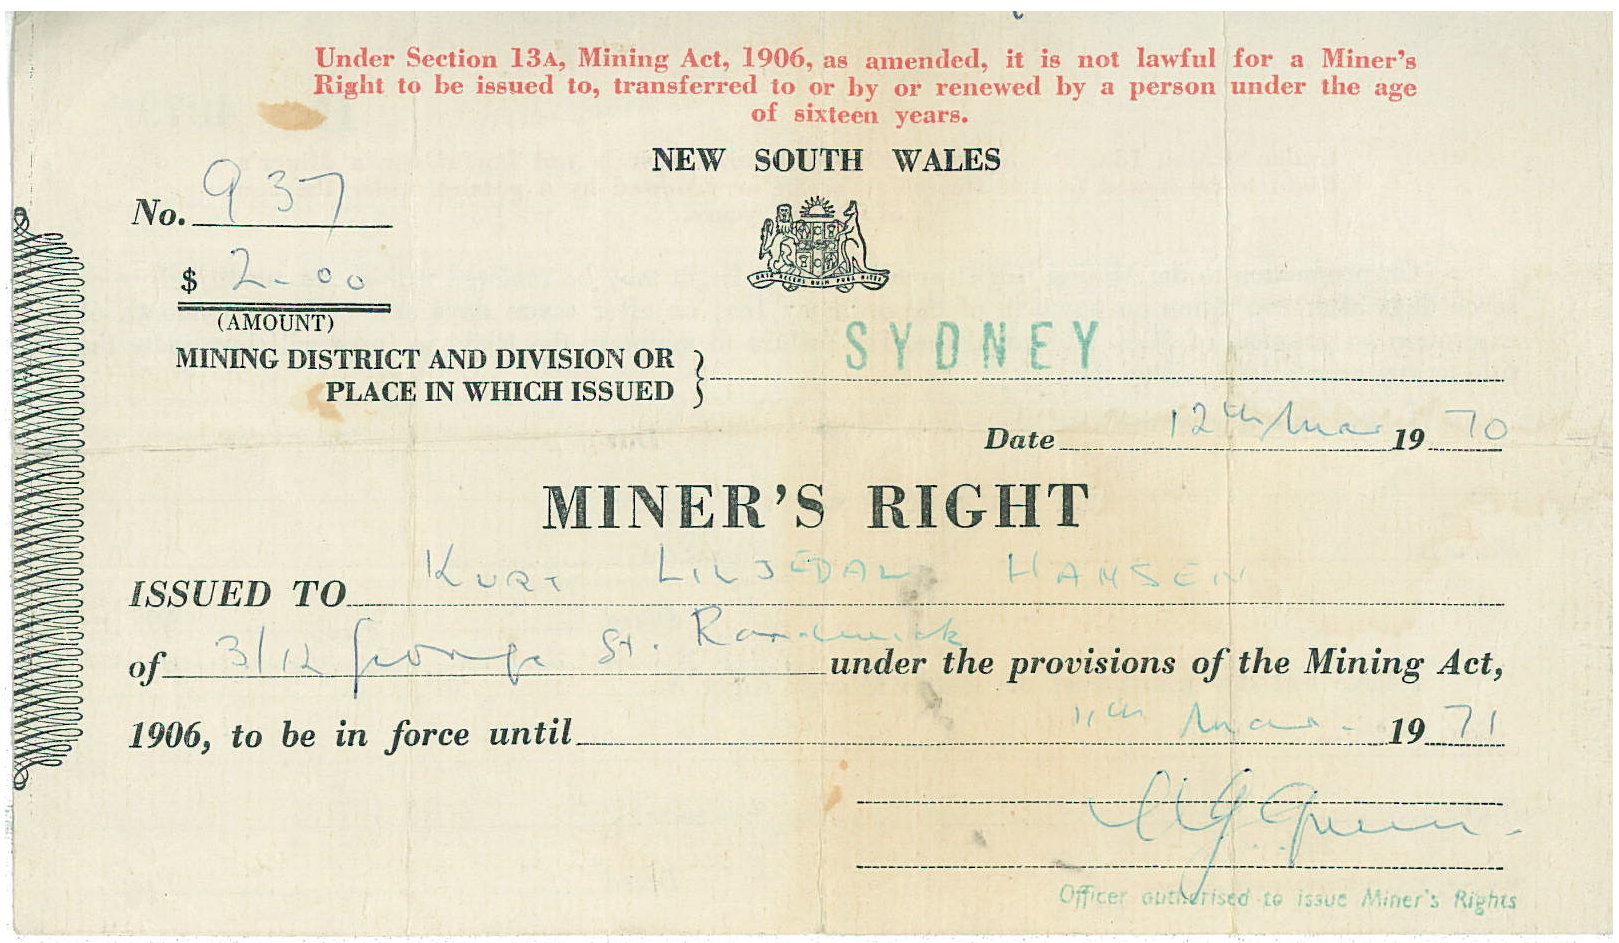 Under Section 13A, Mining Act, 1906, as amended, it is not lawful for a Miner's
Right to be issued to, transferred to or by or renewed by a person under the age
of sixteen years.
NEW SOUTH WALES
No. 937
$ 2-00
(AMOUNT)
MINING DISTRICT AND DIVISION OR
PLACE IN WHICH ISSUED } SYDNEY
Date 12th Mar 1970
MINER'S RIGHT
ISSUED TO KURT LILJEDAL HANSEN
of 3/12 George St. Randwick under the provisions of the Mining Act,
1906, to be in force until 11th Mar. 1971
Officer authorised to issue Miner's Rights